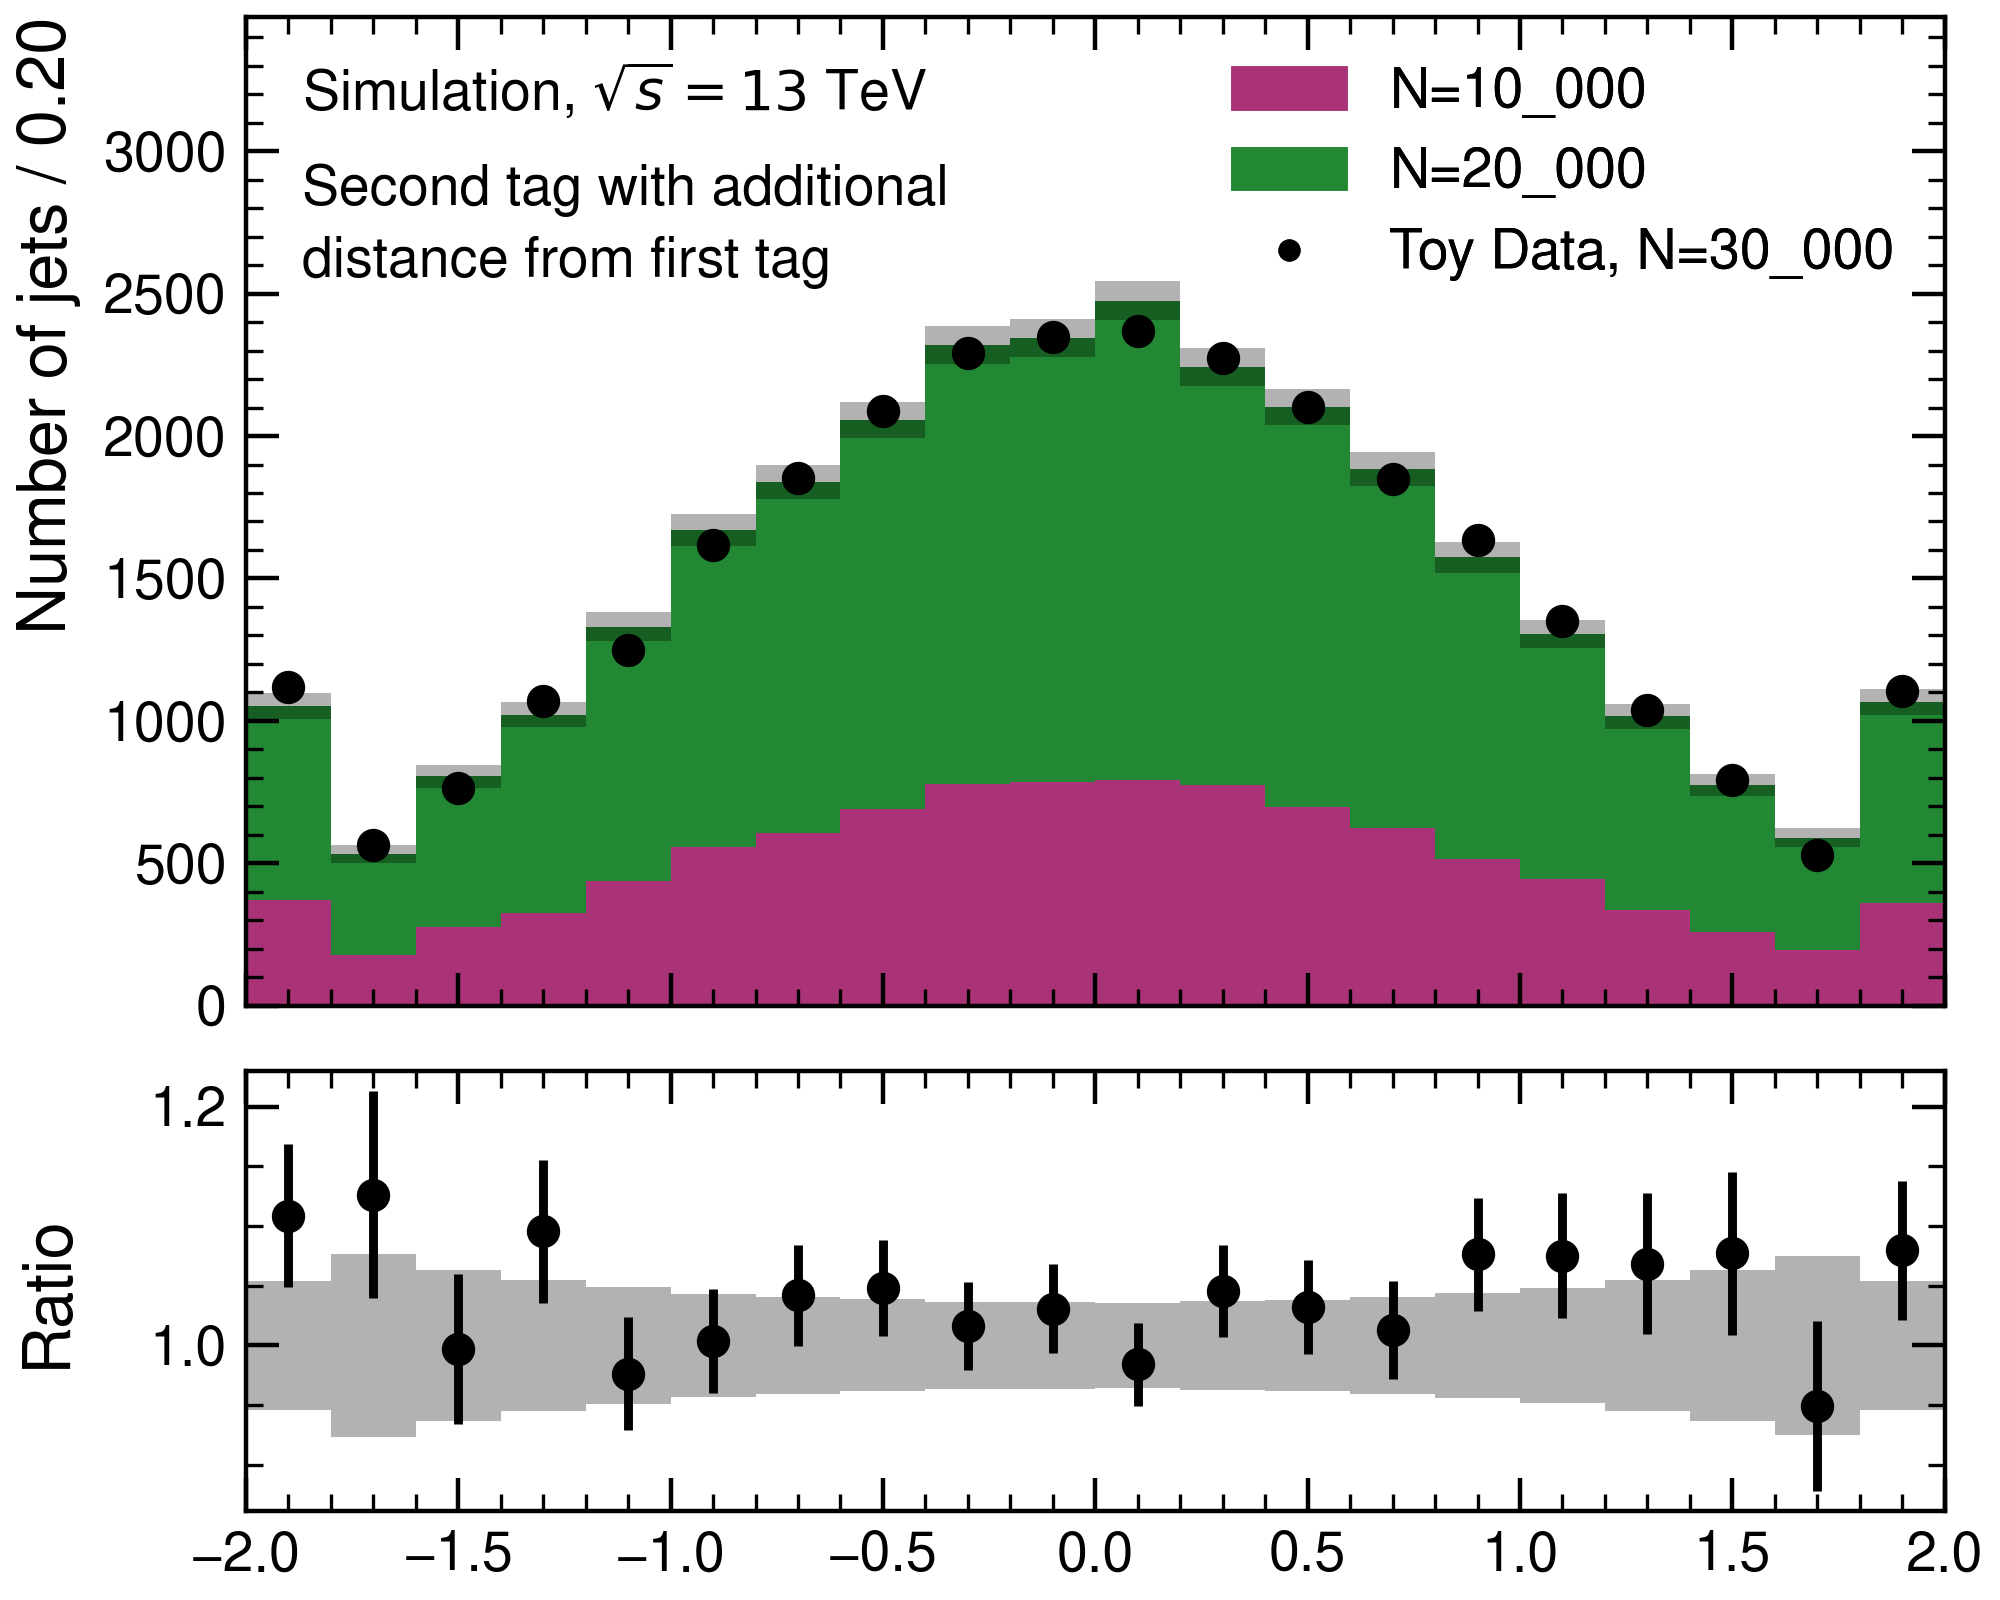 Number of jets / 0.20
3000
2500
2000
1500
1000
500
0
Simulation, √s = 13 TeV
Second tag with additional
distance from first tag
N=10_000
N=20_000
Toy Data, N=30_000
Ratio
1.2
1.0
−2.0 −1.5 −1.0 −0.5 0.0 0.5 1.0 1.5 2.0